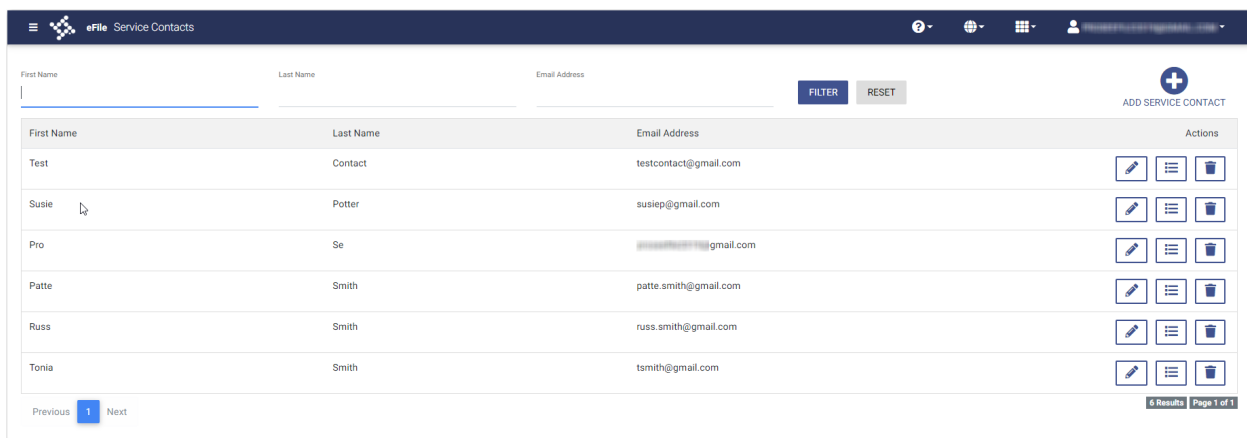 eFile Service Contacts
First Name Last Name Email Address
FILTER RESET
ADD SERVICE CONTACT
First Name Last Name Email Address Actions
Test Contact testcontact@gmail.com
Susie Potter susiep@gmail.com
Pro Se gmail.com
Patte Smith patte.smith@gmail.com
Russ Smith russ.smith@gmail.com
Tonia Smith tsmith@gmail.com
Previous 1 Next
6 Results Page 1 of 1